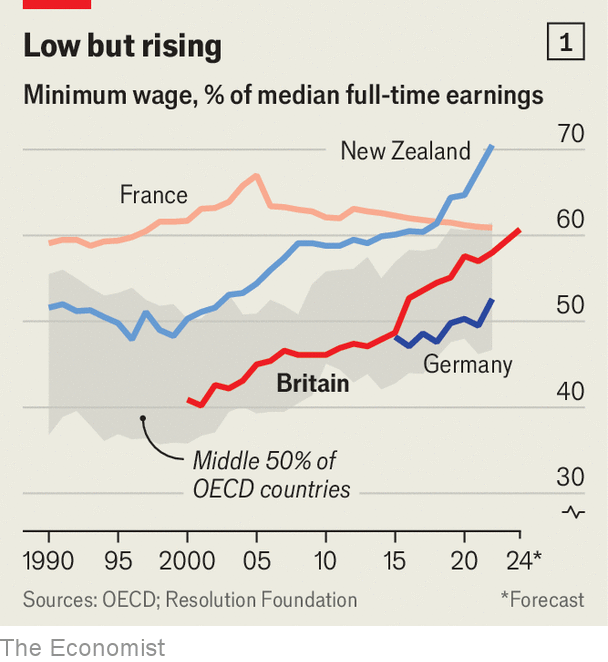 Low but rising
1
Minimum wage, % of median full-time earnings
70
New Zealand
France
60
50
Germany
Britain
40
Middle 50% of
OECD countries
30
1990 95 2000 05 10 15 20 24*
Sources: OECD; Resolution Foundation
*Forecast
The Economist